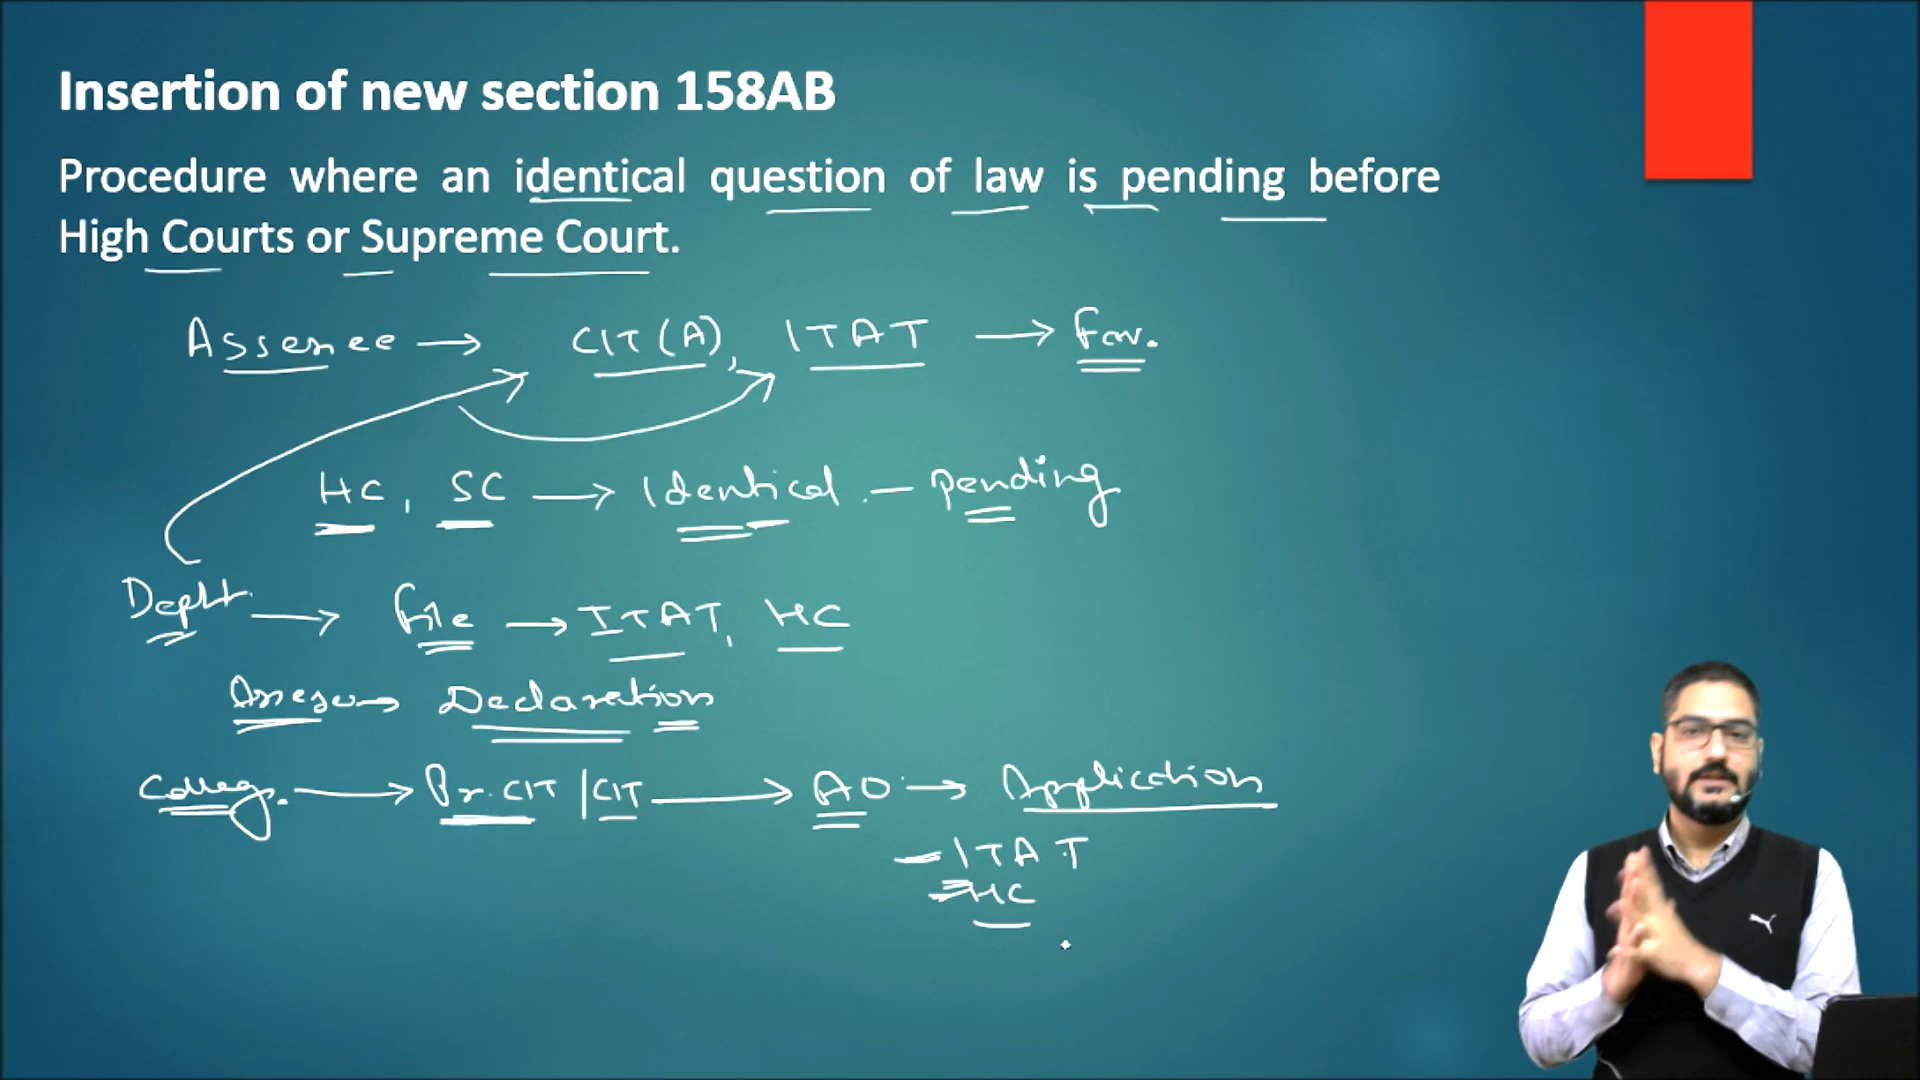 Insertion of new section 158AB
Procedure where an identical question of law is pending before
High Courts or Supreme Court.
Assessee → CIT(A), ITAT → Fav.
HC, SC → Identical - Pending
Deptt. → File → ITAT, HC
Assessee → Declaration
Colleg. → Pr.CIT / CIT → AO → Application
- ITAT
- HC